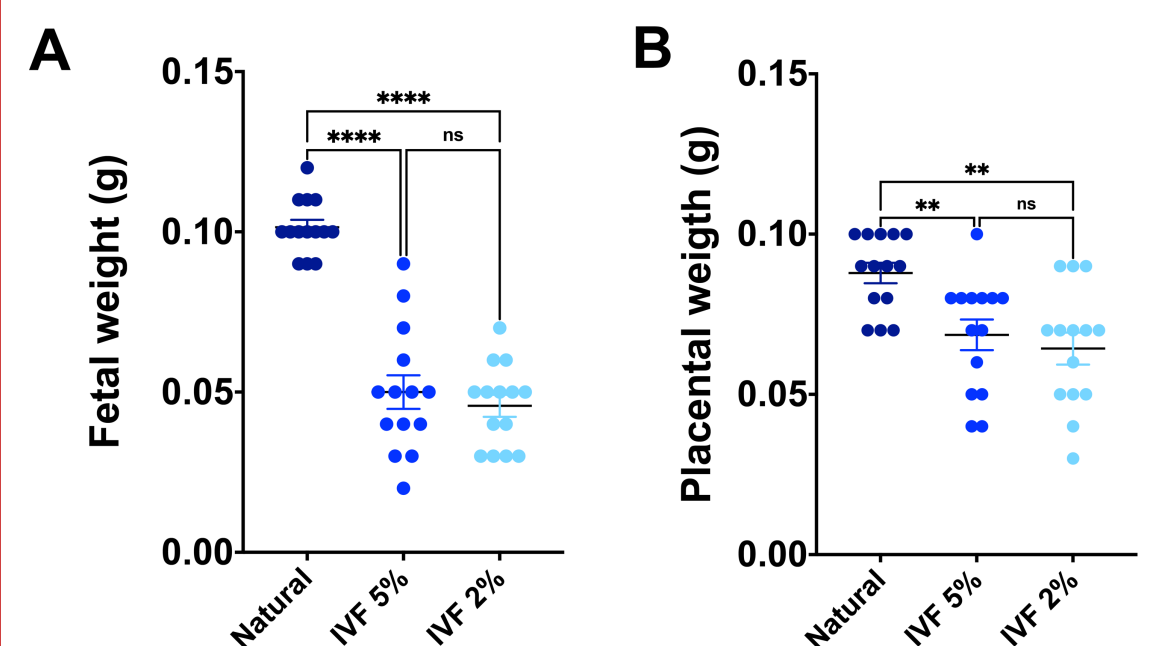 A
Fetal weight (g)
0.15
0.10
0.05
0.00
****
****
ns
Natural
IVF 5%
IVF 2%
B
Placental weigth (g)
0.15
0.10
0.05
0.00
**
**
ns
Natural
IVF 5%
IVF 2%